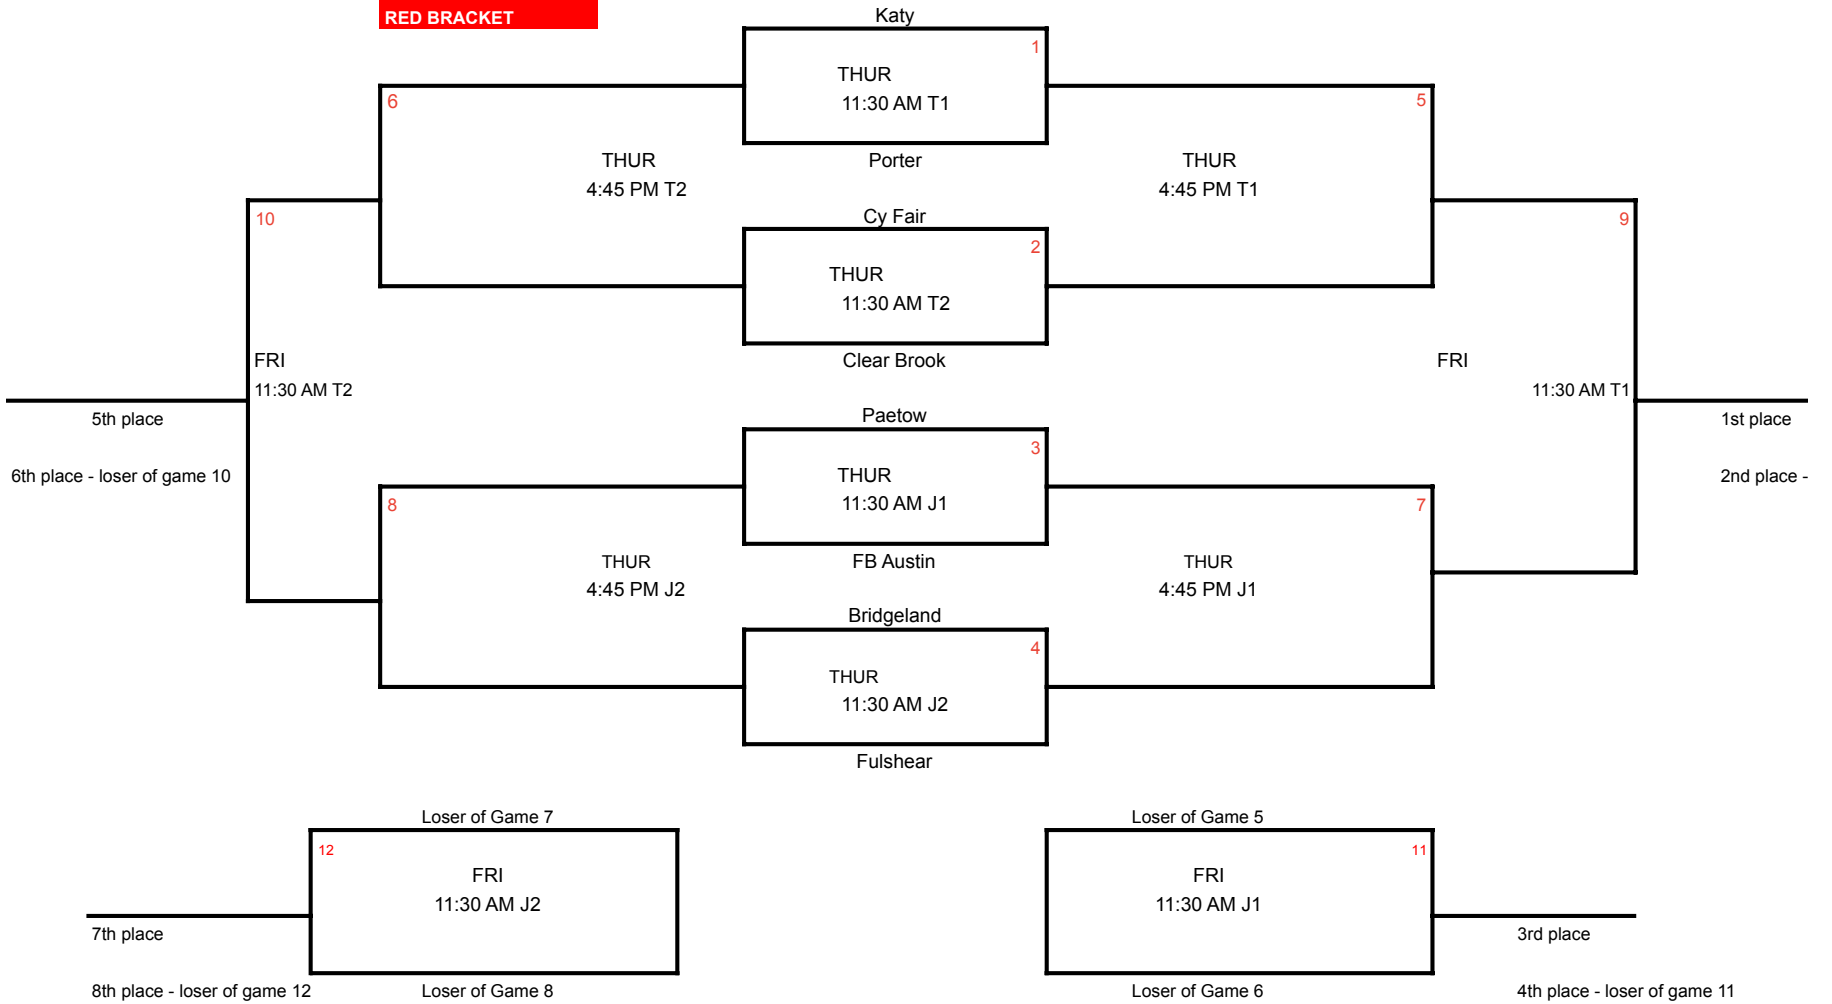 RED BRACKET
Katy
1
THUR
11:30 AM T1
Porter
6
THUR
4:45 PM T2
5
THUR
4:45 PM T1
Cy Fair
2
THUR
11:30 AM T2
Clear Brook
10
FRI
11:30 AM T2
9
FRI
11:30 AM T1
5th place
6th place - loser of game 10
1st place
2nd place -
Paetow
3
THUR
11:30 AM J1
FB Austin
8
THUR
4:45 PM J2
7
THUR
4:45 PM J1
Bridgeland
4
THUR
11:30 AM J2
Fulshear
Loser of Game 7
12
FRI
11:30 AM J2
7th place
8th place - loser of game 12
Loser of Game 8
Loser of Game 5
11
FRI
11:30 AM J1
3rd place
Loser of Game 6
4th place - loser of game 11